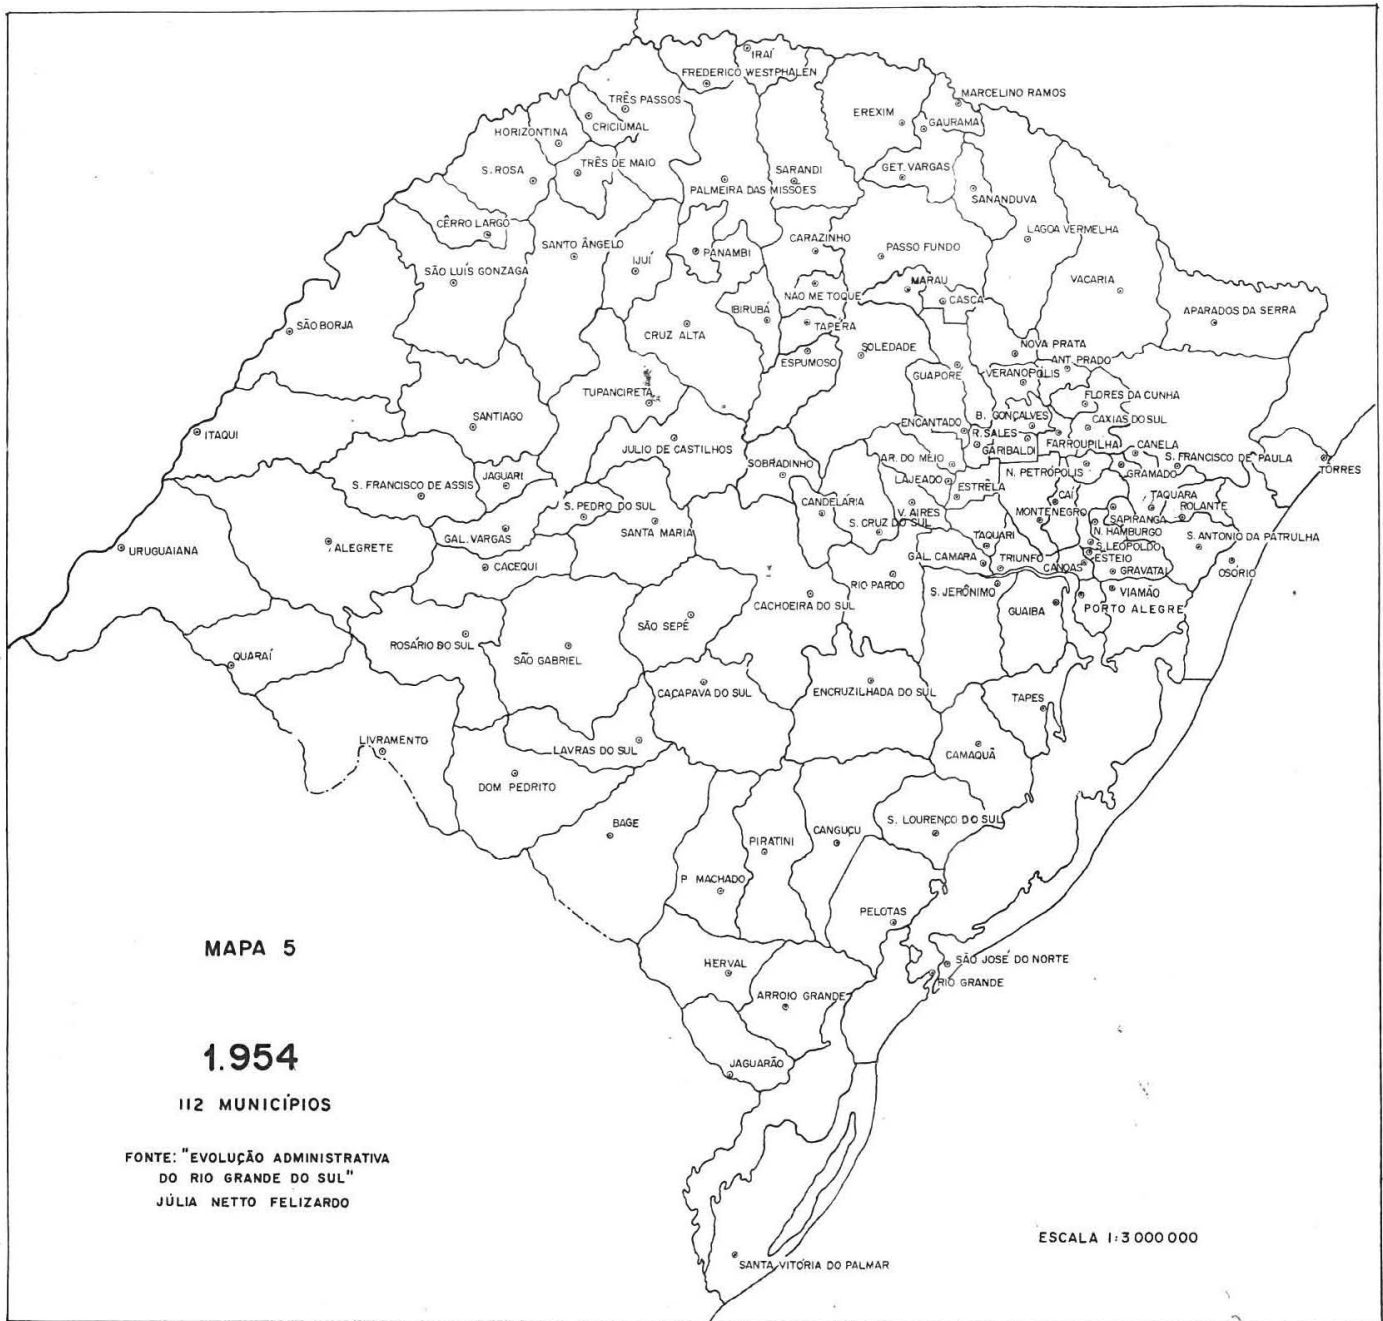 IRAÍ
FREDERICO WESTPHALEN
MARCELINO RAMOS
TRÊS PASSOS
EREXIM
GAURAMA
CRICIUMAL
HORIZONTINA
TRÊS DE MAIO
S. ROSA
SARANDI
GET. VARGAS
PALMEIRA DAS MISSÕES
SANANDUVA
CÊRRO LARGO
LAGOA VERMELHA
SANTO ÂNGELO
CARAZINHO
PASSO FUNDO
PANAMBI
IJUÍ
SÃO LUÍS GONZAGA
VACARIA
MARAU
NAO ME TOQUE
CASCA
IBIRUBÁ
APARADOS DA SERRA
SÃO BORJA
TAPÉRA
CRUZ ALTA
SOLEDADE
NOVA PRATA
ESPUMOSO
ANT. PRADO
GUAPORÉ
VERANOPÓLIS
TUPANCIRETÃ
FLORES DA CUNHA
SANTIAGO
B. GONÇALVES
CAXIAS DO SUL
ENCANTADO
ITAQUI
R. SALES
FARROUPILHA
CANELA
JULIO DE CASTILHOS
GARIBALDI
S. FRANCISCO DE PAULA
SOBRADINHO
AR. DO MEIO
N. PETRÓPOLIS
GRAMADO
TÔRRES
JAGUARI
LAJEADO
S. FRANCISCO DE ASSIS
ESTRÊLA
CAÍ
TAQUARA
CANDELÁRIA
ROLANTE
S. PEDRO DO SUL
V. AIRES
MONTENEGRO
SAPIRANGA
S. CRUZ DO SUL
SANTA MARIA
N. HAMBURGO
GAL. VARGAS
TAQUARI
S. ANTONIO DA PATRULHA
URUGUAIANA
ALEGRETE
S. LEOPOLDO
GAL. CAMARA
TRIUNFO
ESTEIO
CACEQUI
CANOAS
GRAVATAI
OSÓRIO
RIO PARDO
S. JERÔNIMO
VIAMÃO
CACHOEIRA DO SUL
GUAIBA
PORTO ALEGRE
SÃO SEPÉ
ROSÁRIO DO SUL
QUARAÍ
SÃO GABRIEL
CAÇAPAVA DO SUL
ENCRUZILHADA DO SUL
TAPES
LIVRAMENTO
LAVRAS DO SUL
CAMAQUÃ
DOM PEDRITO
BAGE
S. LOURENÇO DO SUL
CANGUÇU
PIRATINI
P. MACHADO
PELOTAS
MAPA 5
SÃO JOSÉ DO NORTE
HERVAL
RIO GRANDE
ARROIO GRANDE
1.954
JAGUARÃO
112 MUNICÍPIOS
FONTE: "EVOLUÇÃO ADMINISTRATIVA
DO RIO GRANDE DO SUL"
JÚLIA NETTO FELIZARDO
ESCALA 1:3 000 000
SANTA VITÓRIA DO PALMAR